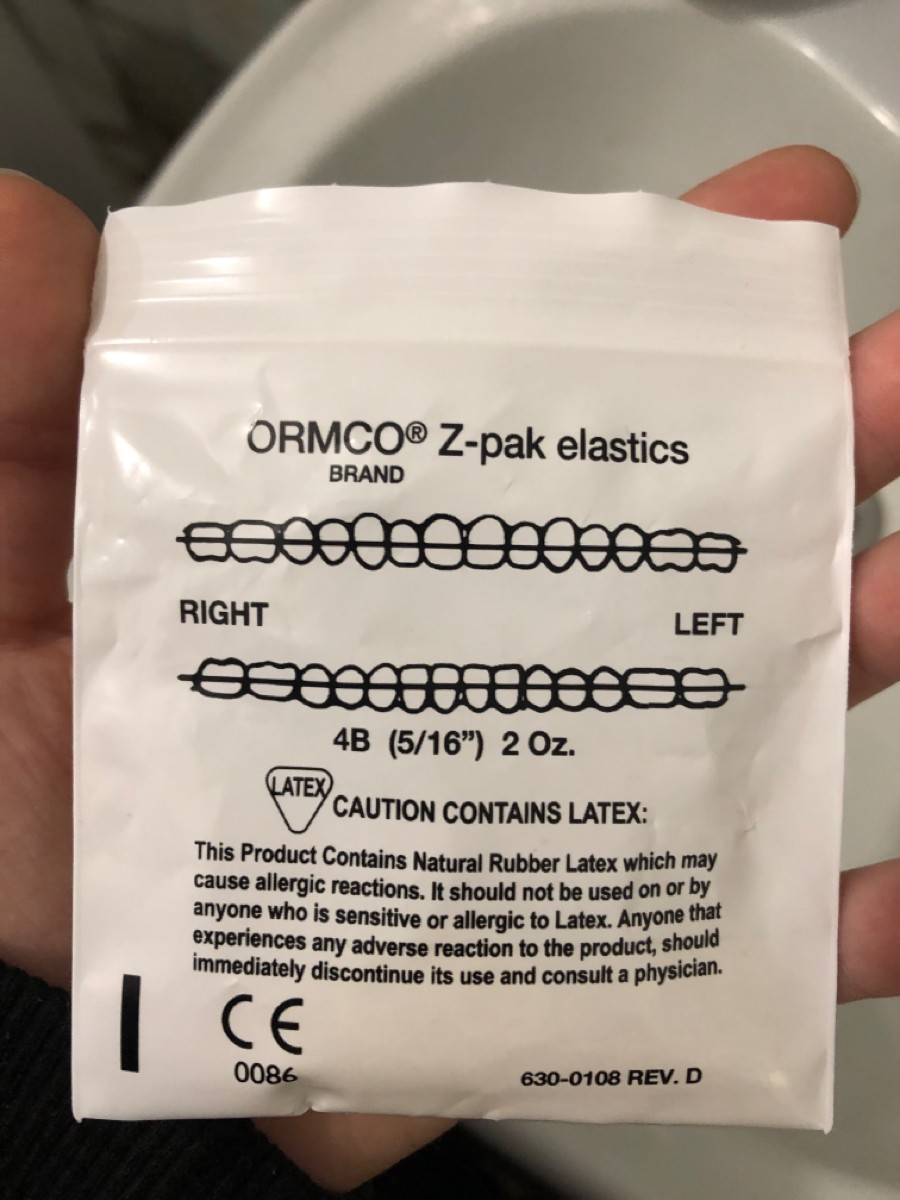 ORMCO® Z-pak elastics
BRAND
RIGHT
LEFT
4B (5/16”) 2 Oz.
LATEX
CAUTION CONTAINS LATEX:
This Product Contains Natural Rubber Latex which may
cause allergic reactions. It should not be used on or by
anyone who is sensitive or allergic to Latex. Anyone that
experiences any adverse reaction to the product, should
immediately discontinue its use and consult a physician.
CE
0086
630-0108 REV. D